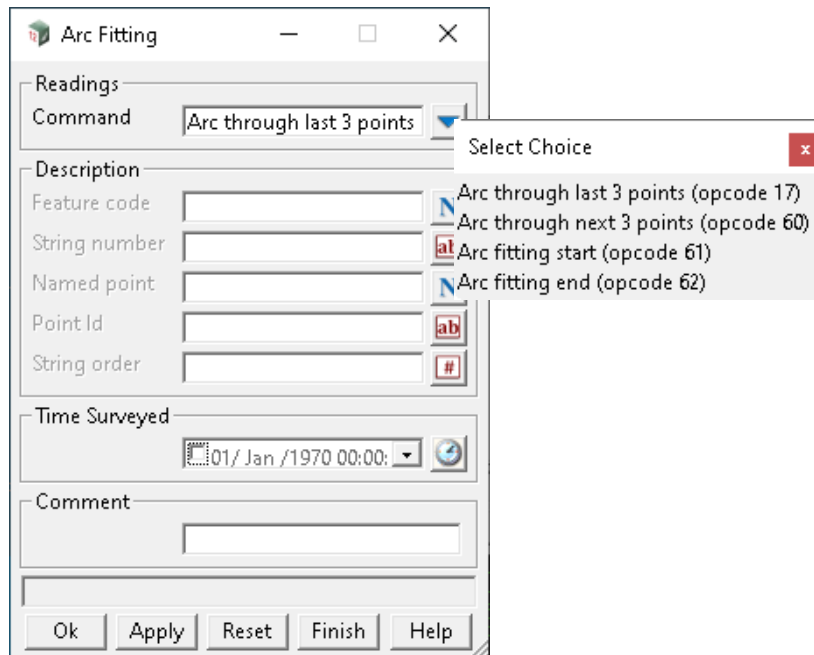 Arc Fitting
Readings
Command Arc through last 3 points
Select Choice x
Arc through last 3 points (opcode 17)
Arc through next 3 points (opcode 60)
Arc fitting start (opcode 61)
Arc fitting end (opcode 62)
Description
Feature code N
String number ab
Named point N
Point Id ab
String order #
Time Surveyed
01/ Jan /1970 00:00:
Comment
Ok Apply Reset Finish Help